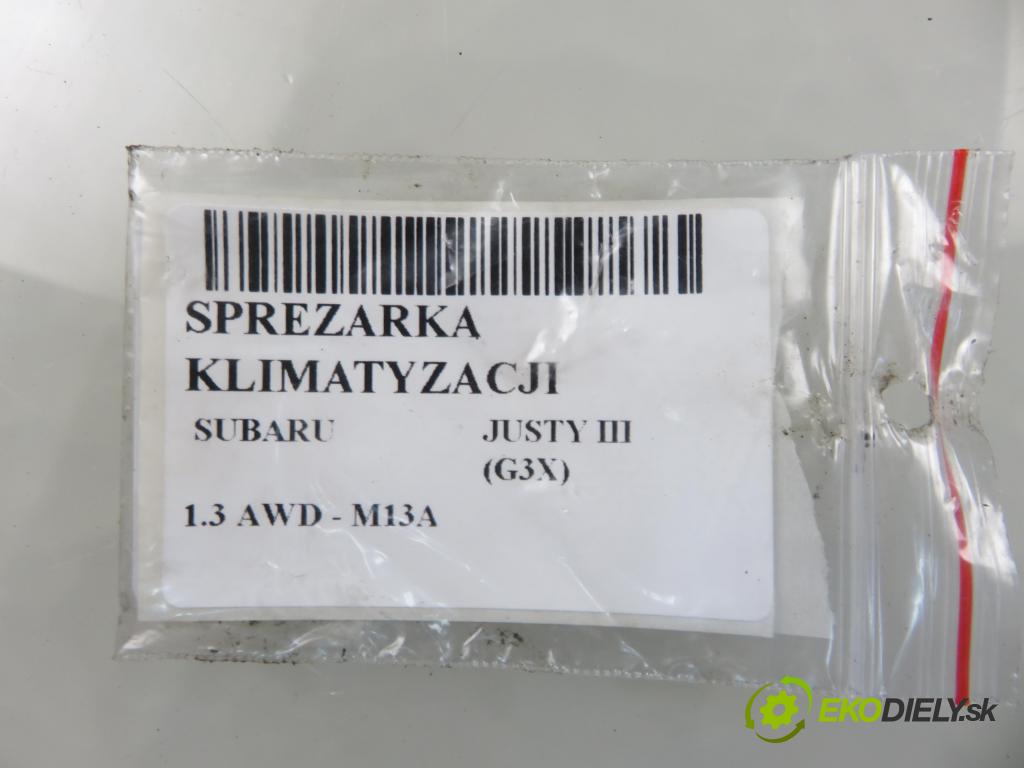 SPREZARKA
KLIMATYZACJI
SUBARU JUSTY III
(G3X)
1.3 AWD - M13A
EKODIELY.sk